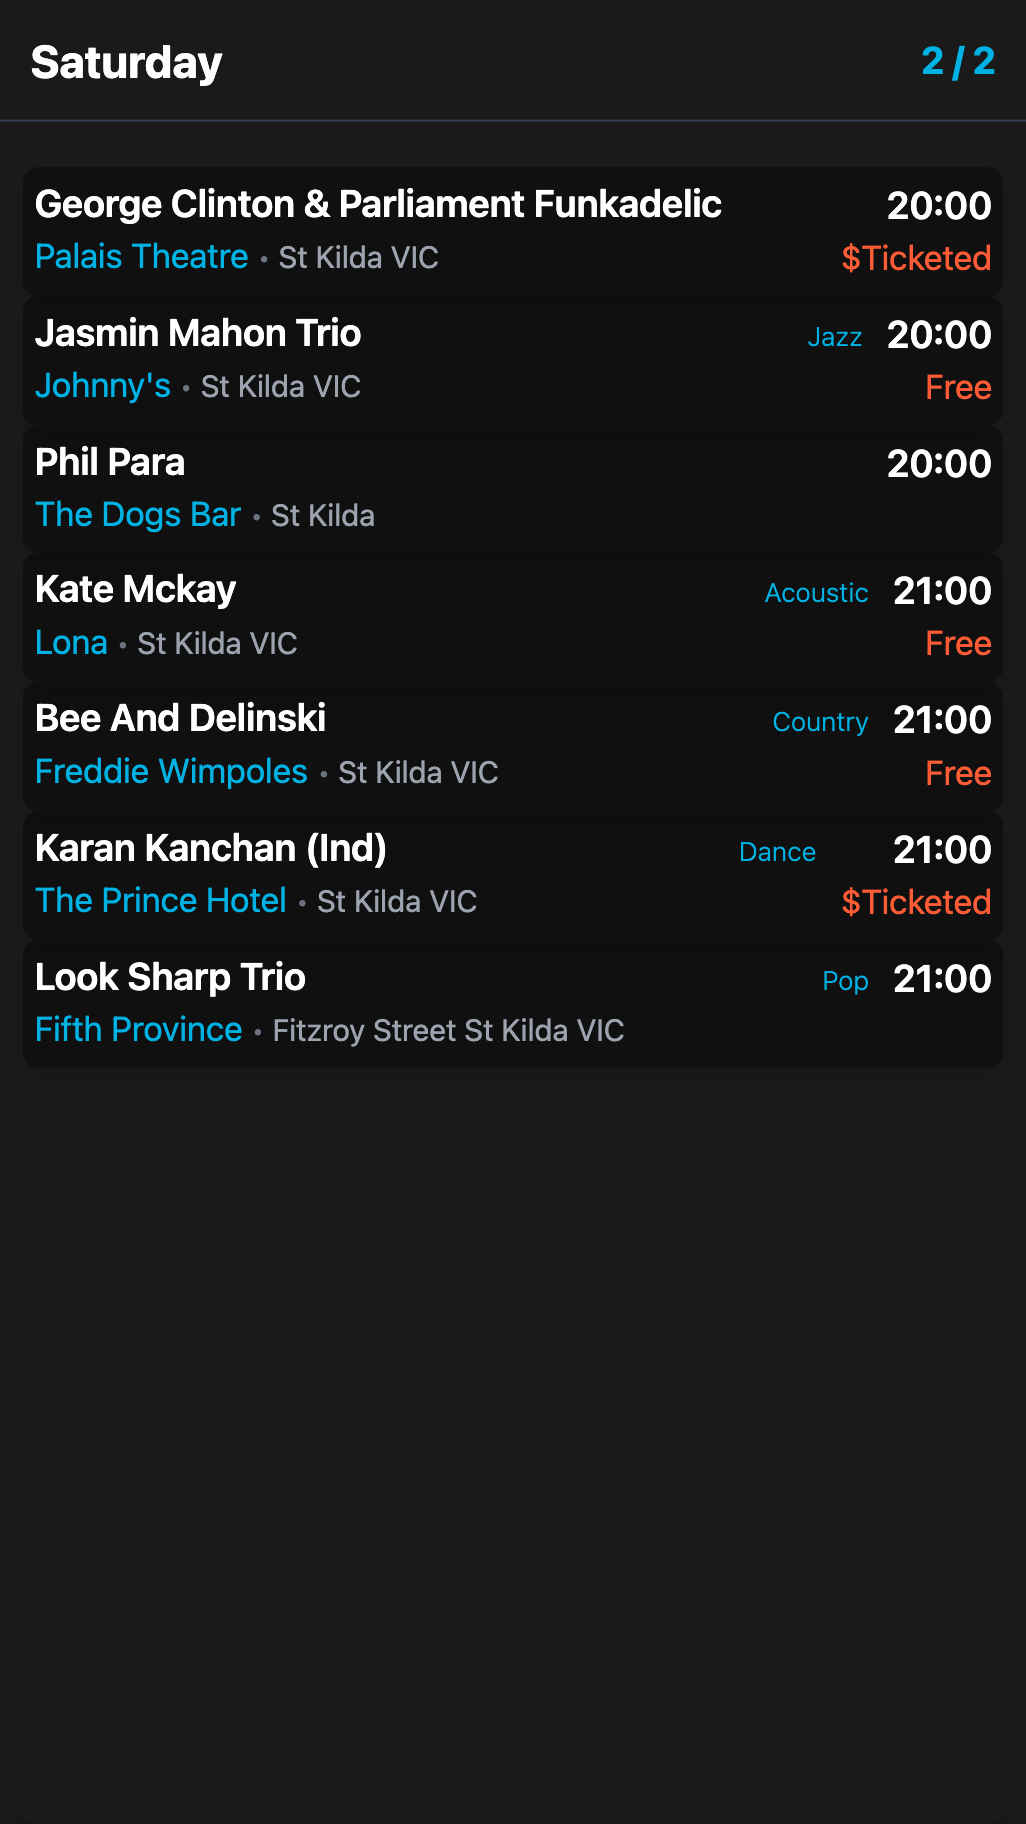 Saturday 2 / 2
George Clinton & Parliament Funkadelic 20:00
Palais Theatre • St Kilda VIC $Ticketed
Jasmin Mahon Trio Jazz 20:00
Johnny's • St Kilda VIC Free
Phil Para 20:00
The Dogs Bar • St Kilda
Kate Mckay Acoustic 21:00
Lona • St Kilda VIC Free
Bee And Delinski Country 21:00
Freddie Wimpoles • St Kilda VIC Free
Karan Kanchan (Ind) Dance 21:00
The Prince Hotel • St Kilda VIC $Ticketed
Look Sharp Trio Pop 21:00
Fifth Province • Fitzroy Street St Kilda VIC